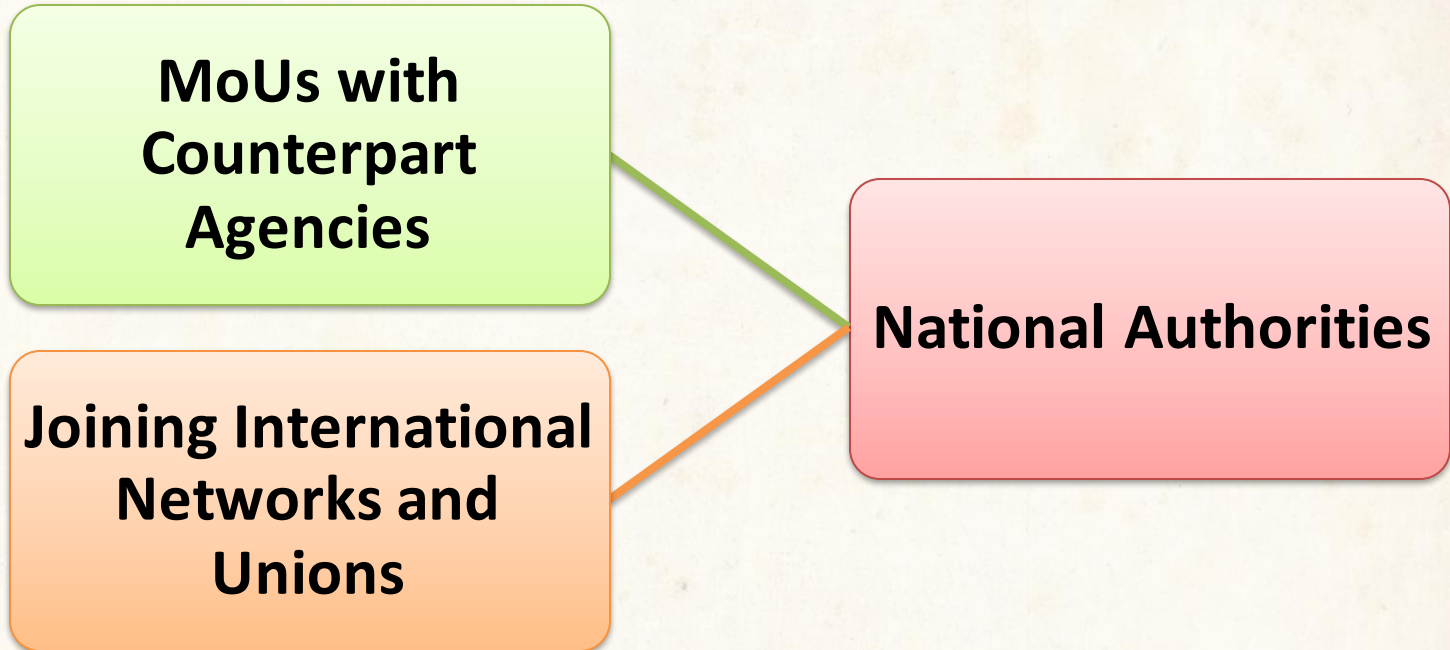 MoUs with
Counterpart
Agencies
Joining International
Networks and
Unions
National Authorities